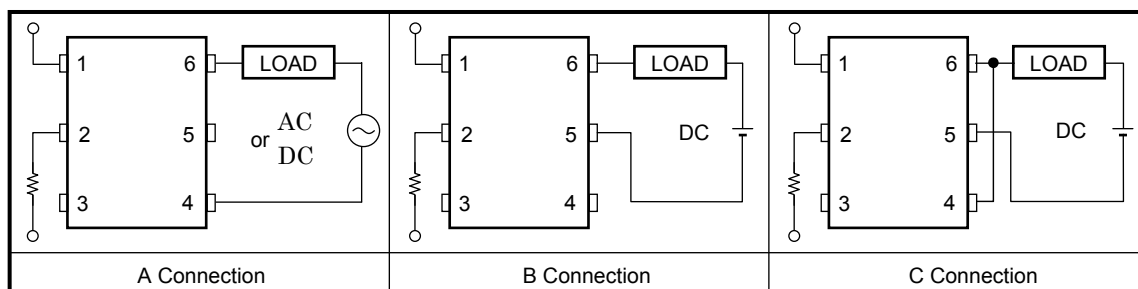 1 6 LOAD
2 5 or AC
DC
3 4
A Connection
1 6 LOAD
2 5 DC
3 4
B Connection
1 6 LOAD
2 5 DC
3 4
C Connection